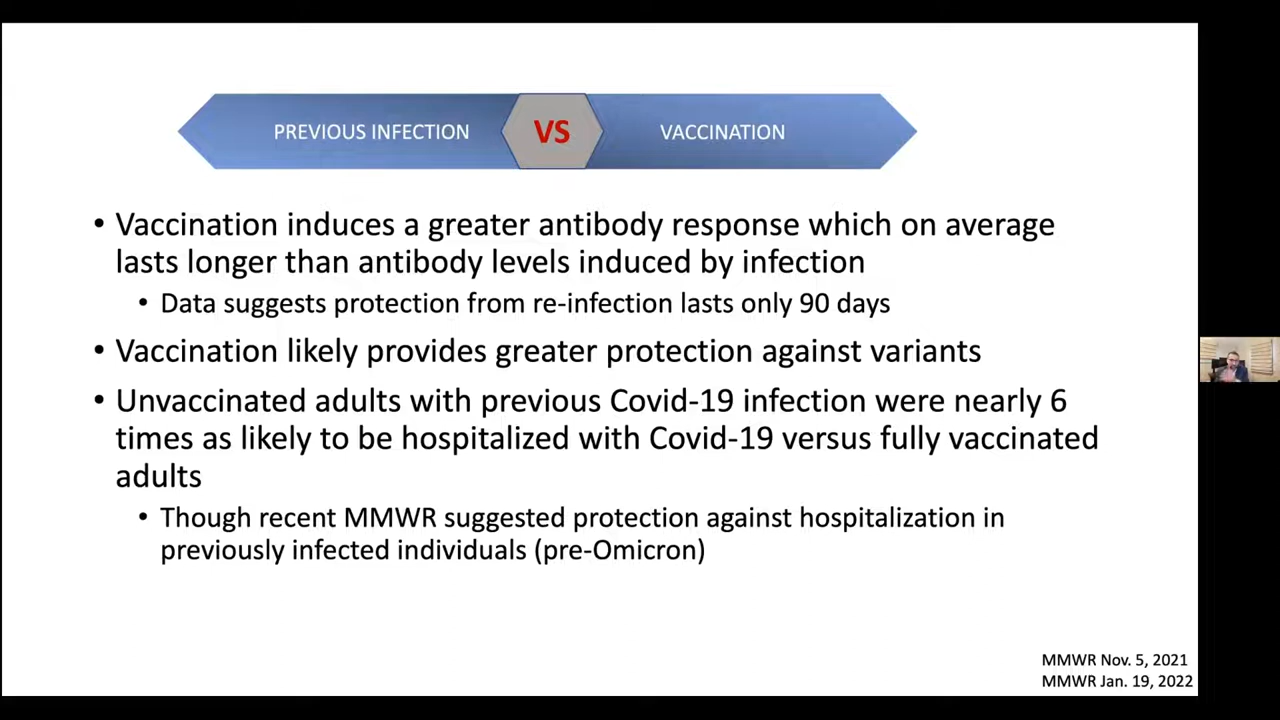 PREVIOUS INFECTION VS VACCINATION
• Vaccination induces a greater antibody response which on average
lasts longer than antibody levels induced by infection
• Data suggests protection from re-infection lasts only 90 days
• Vaccination likely provides greater protection against variants
• Unvaccinated adults with previous Covid-19 infection were nearly 6
times as likely to be hospitalized with Covid-19 versus fully vaccinated
adults
• Though recent MMWR suggested protection against hospitalization in
previously infected individuals (pre-Omicron)
MMWR Nov. 5, 2021
MMWR Jan. 19, 2022